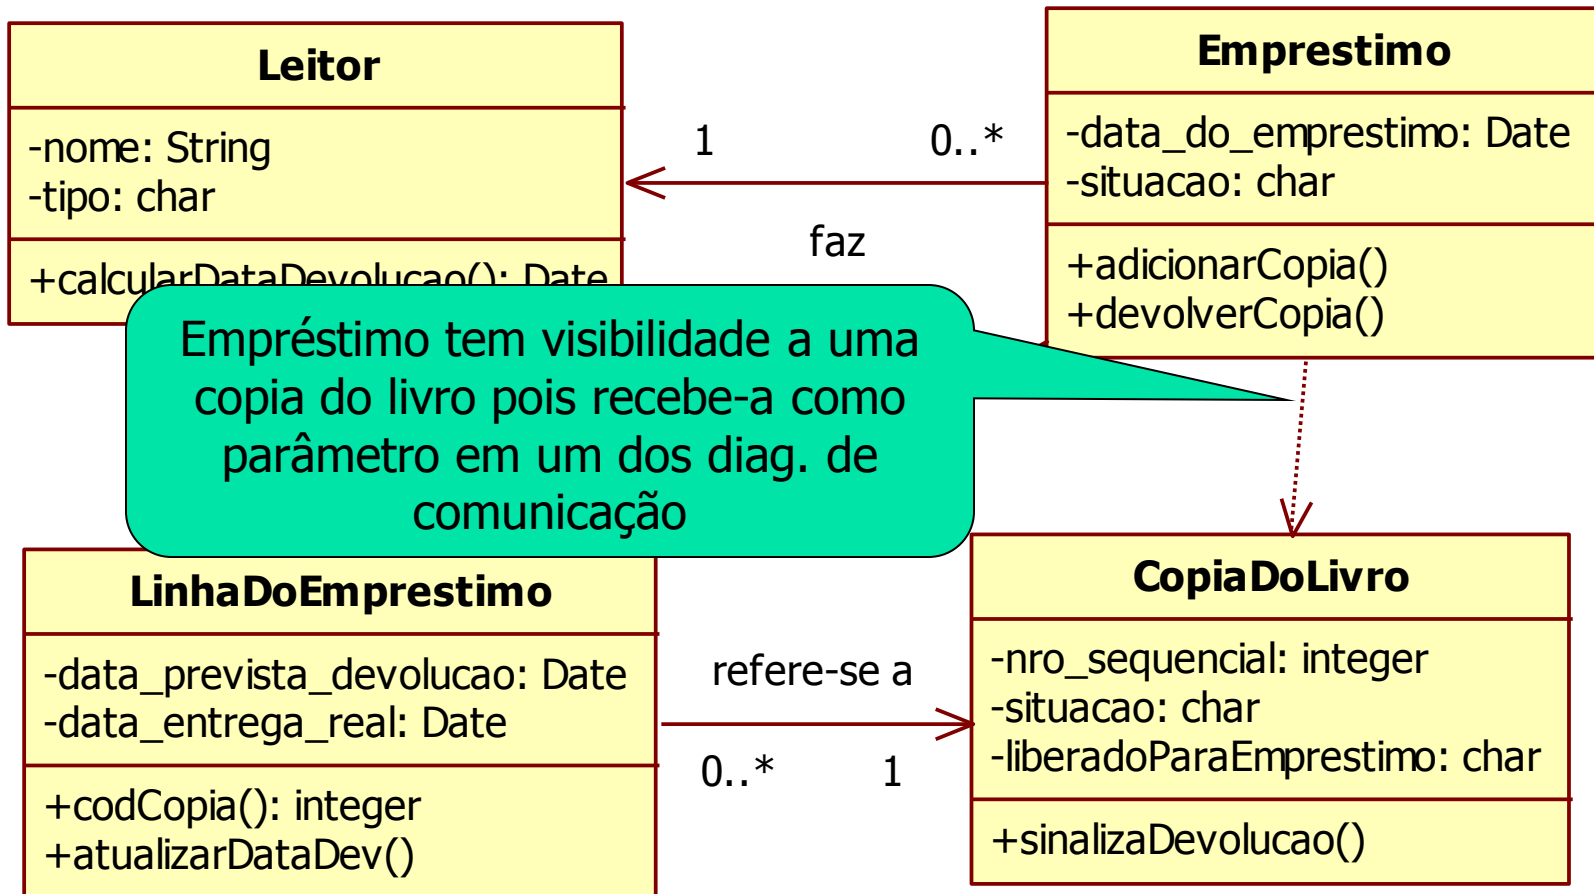 Leitor
-nome: String
-tipo: char
+calcularDataDevolucao(): Date
1
0..*
faz
Emprestimo
-data_do_emprestimo: Date
-situacao: char
+adicionarCopia()
+devolverCopia()
Empréstimo tem visibilidade a uma
copia do livro pois recebe-a como
parâmetro em um dos diag. de
comunicação
LinhaDoEmprestimo
-data_prevista_devolucao: Date
-data_entrega_real: Date
+codCopia(): integer
+atualizarDataDev()
refere-se a
0..*
1
CopiaDoLivro
-nro_sequencial: integer
-situacao: char
-liberadoParaEmprestimo: char
+sinalizaDevolucao()